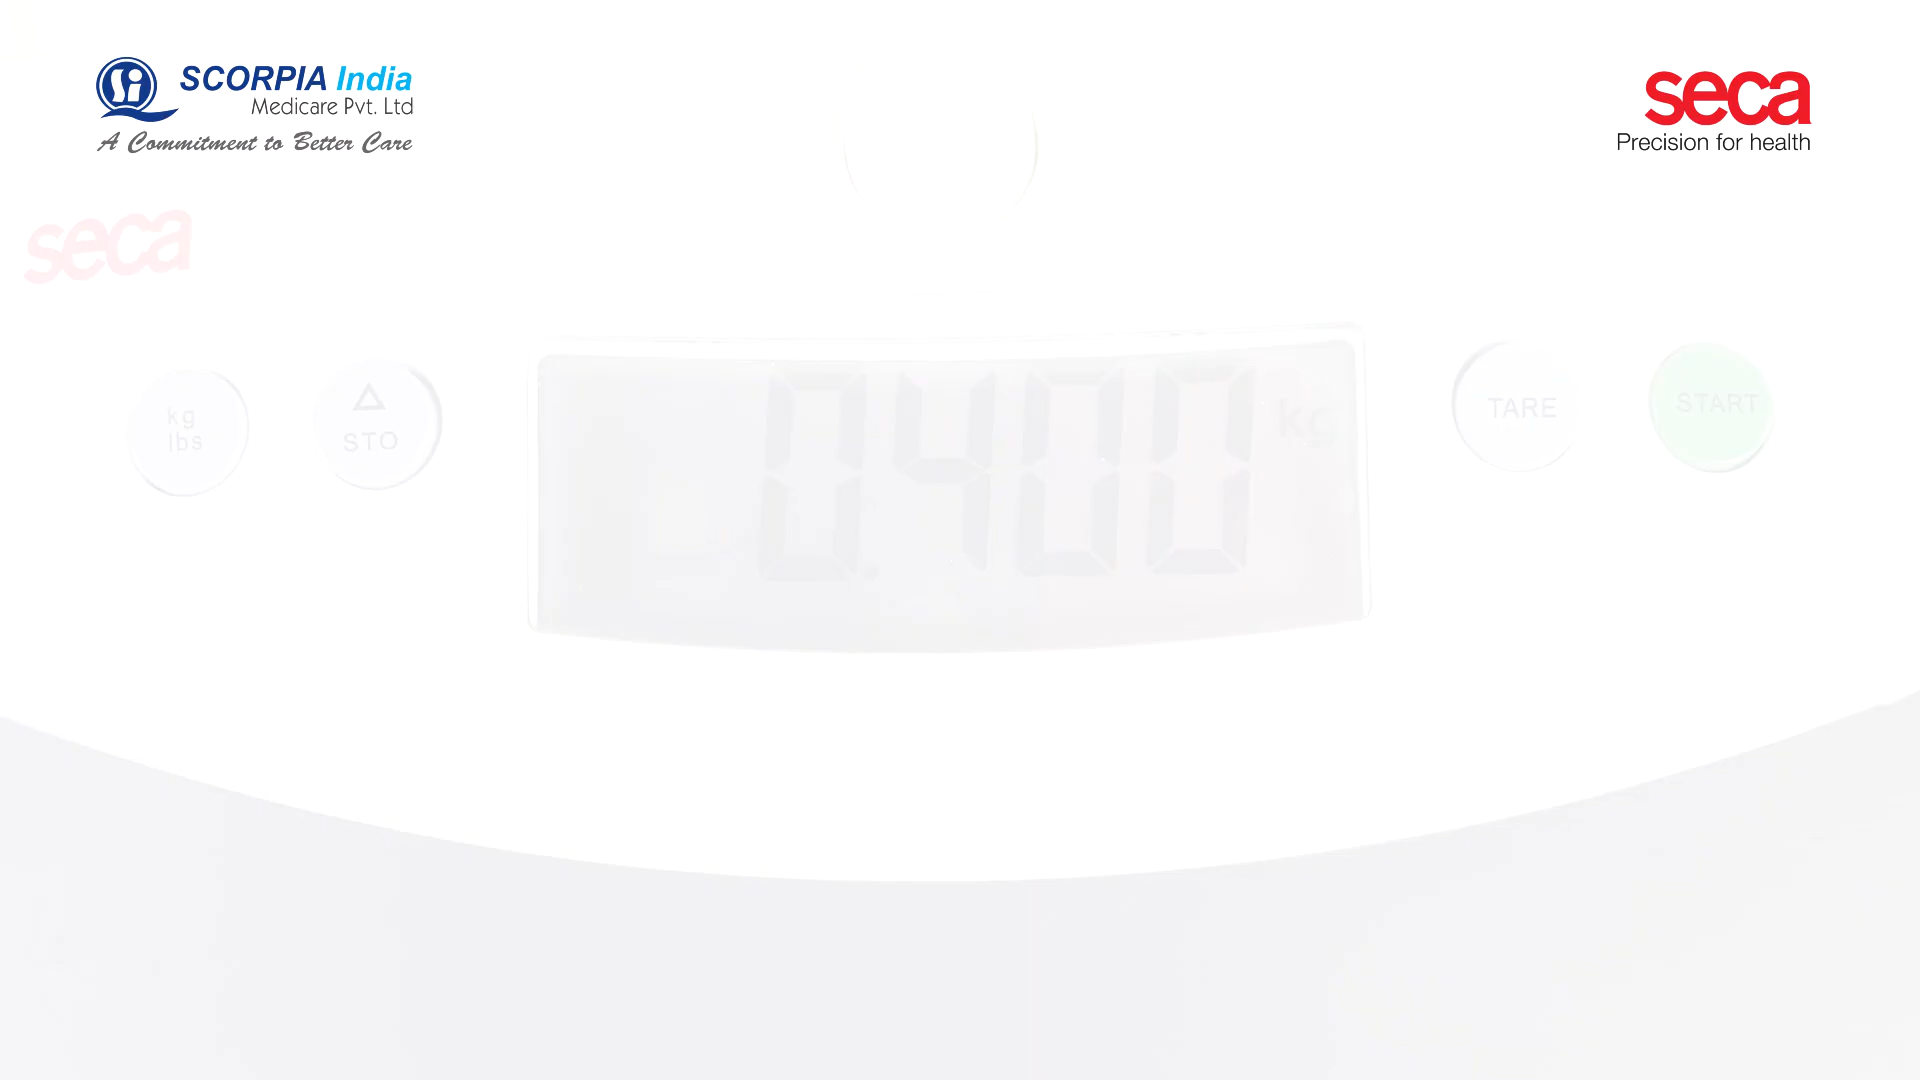 SCORPIA India
Medicare Pvt. Ltd
A Commitment to Better Care
seca
Precision for health
seca
kg
lbs
STO
0.400 kg
TARE
START